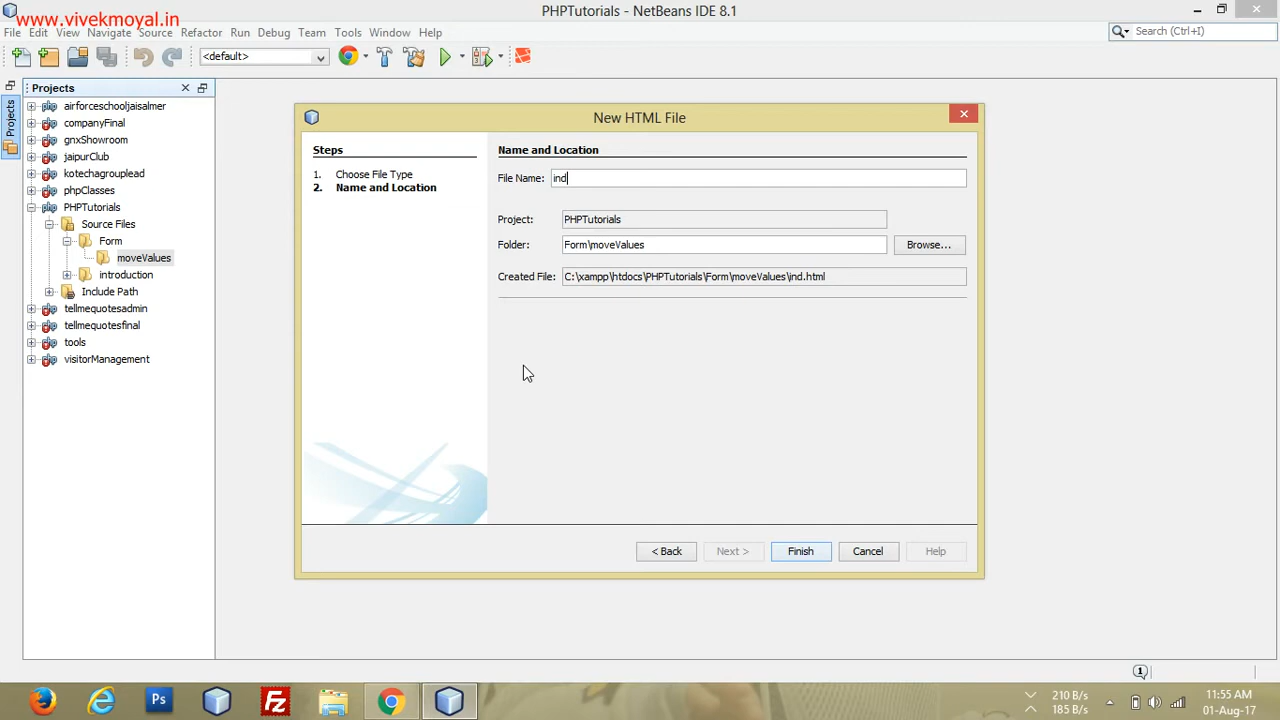 www.vivekmoyal.in
PHPTutorials - NetBeans IDE 8.1
File Edit View Navigate Source Refactor Run Debug Team Tools Window Help
Search (Ctrl+I)
<default>
Projects
Projects
airforceschooljaisalmer
companyFinal
gnxShowroom
jaipurClub
kotechagrouplead
phpClasses
PHPTutorials
Source Files
Form
moveValues
introduction
Include Path
tellmequotesadmin
tellmequotesfinal
tools
visitorManagement
New HTML File
Steps
1. Choose File Type
2. Name and Location
Name and Location
File Name: ind
Project: PHPTutorials
Folder: Form\moveValues Browse...
Created File: C:\xampp\htdocs\PHPTutorials\Form\moveValues\ind.html
< Back Next > Finish Cancel Help
1
Ps
Fz
210 B/s
185 B/s
11:55 AM
01-Aug-17